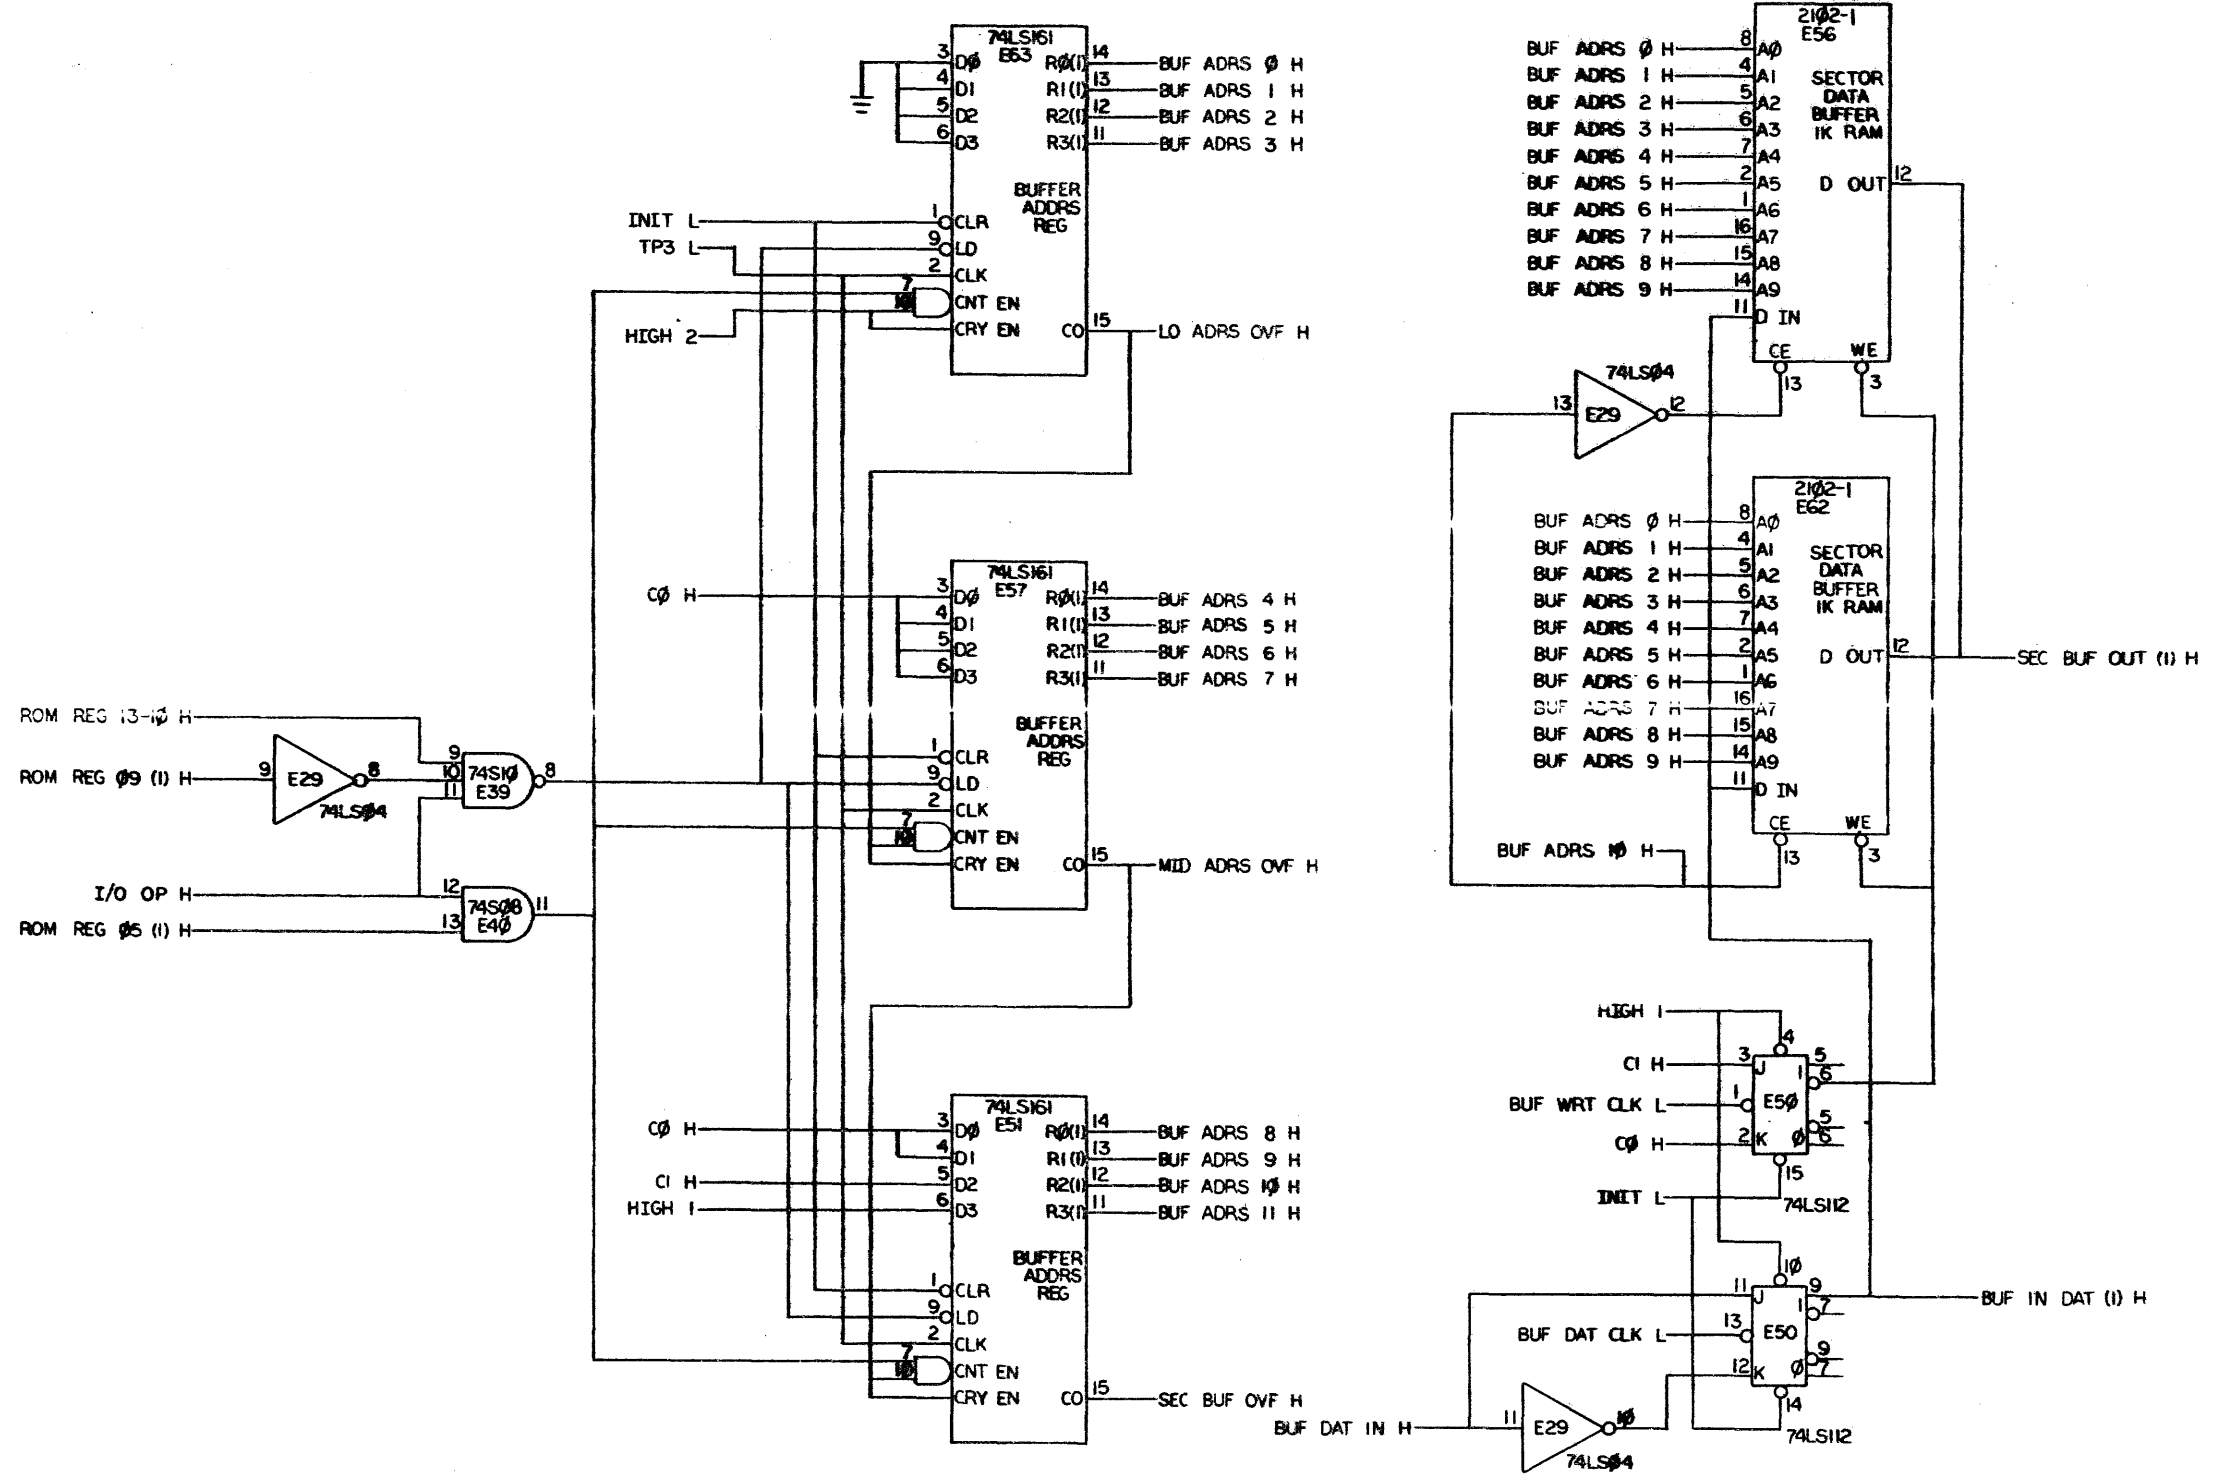 74LS161
E63
3 DØ RØ(1) 14 BUF ADRS Ø H
4 D1 R1(1) 13 BUF ADRS 1 H
5 D2 R2(1) 12 BUF ADRS 2 H
6 D3 R3(1) 11 BUF ADRS 3 H
BUFFER
ADDRS
REG
INIT L 1 CLR
TP3 L 9 LD
2 CLK
7
10 CNT EN
HIGH 2 CRY EN CO 15 LO ADRS OVF H
74LS161
E57
CØ H 3 DØ RØ(1) 14 BUF ADRS 4 H
4 D1 R1(1) 13 BUF ADRS 5 H
5 D2 R2(1) 12 BUF ADRS 6 H
6 D3 R3(1) 11 BUF ADRS 7 H
BUFFER
ADDRS
REG
1 CLR
9 LD
2 CLK
7
10 CNT EN
CRY EN CO 15 MID ADRS OVF H
ROM REG 13-1Ø H 9
ROM REG Ø9 (1) H 9 E29 8 10 74S1Ø 8
74LSØ4 11 E39
I/O OP H 12 74SØ8 11
ROM REG Ø5 (1) H 13 E4Ø
74LS161
E51
CØ H 3 DØ RØ(1) 14 BUF ADRS 8 H
4 D1 R1(1) 13 BUF ADRS 9 H
C1 H 5 D2 R2(1) 12 BUF ADRS 1Ø H
HIGH 1 6 D3 R3(1) 11 BUF ADRS 11 H
BUFFER
ADDRS
REG
1 CLR
9 LD
2 CLK
7
1Ø CNT EN
CRY EN CO 15 SEC BUF OVF H
21Ø2-1
E56
BUF ADRS Ø H 8 AØ
BUF ADRS 1 H 4 A1
BUF ADRS 2 H 5 A2
BUF ADRS 3 H 6 A3
BUF ADRS 4 H 7 A4
BUF ADRS 5 H 2 A5 D OUT 12
BUF ADRS 6 H 1 A6
BUF ADRS 7 H 16 A7
BUF ADRS 8 H 15 A8
BUF ADRS 9 H 14 A9
11 D IN
SECTOR
DATA
BUFFER
1K RAM
CE WE
13 3
74LSØ4
13 E29 12
21Ø2-1
E62
BUF ADRS Ø H 8 AØ
BUF ADRS 1 H 4 A1
BUF ADRS 2 H 5 A2
BUF ADRS 3 H 6 A3
BUF ADRS 4 H 7 A4
BUF ADRS 5 H 2 A5 D OUT 12 SEC BUF OUT (1) H
BUF ADRS 6 H 1 A6
BUF ADRS 7 H 16 A7
BUF ADRS 8 H 15 A8
BUF ADRS 9 H 14 A9
11 D IN
SECTOR
DATA
BUFFER
1K RAM
CE WE
13 3
BUF ADRS 1Ø H
HIGH 1 4
C1 H 3 J 1 5
6
BUF WRT CLK L 1 E5Ø
5
CØ H 2 K Ø 6
15
INIT L 74LS112
10
11 J 1 9 BUF IN DAT (1) H
7
BUF DAT CLK L 13 E50
9
12 K Ø 7
14
BUF DAT IN H 11 E29 10 74LS112
74LSØ4